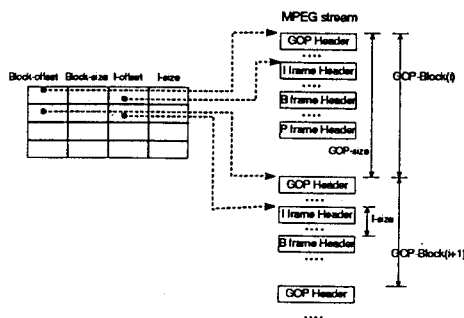 MPEG stream
GOP Header
....
Block-offset Block-size I-offset I-size
I frame Header
....
B frame Header
....
P frame Header
GOP-size
GOP-Block(i)
GOP Header
....
I frame Header
....
I-size
B frame Header
....
GOP-Block(i+1)
GOP Header
....